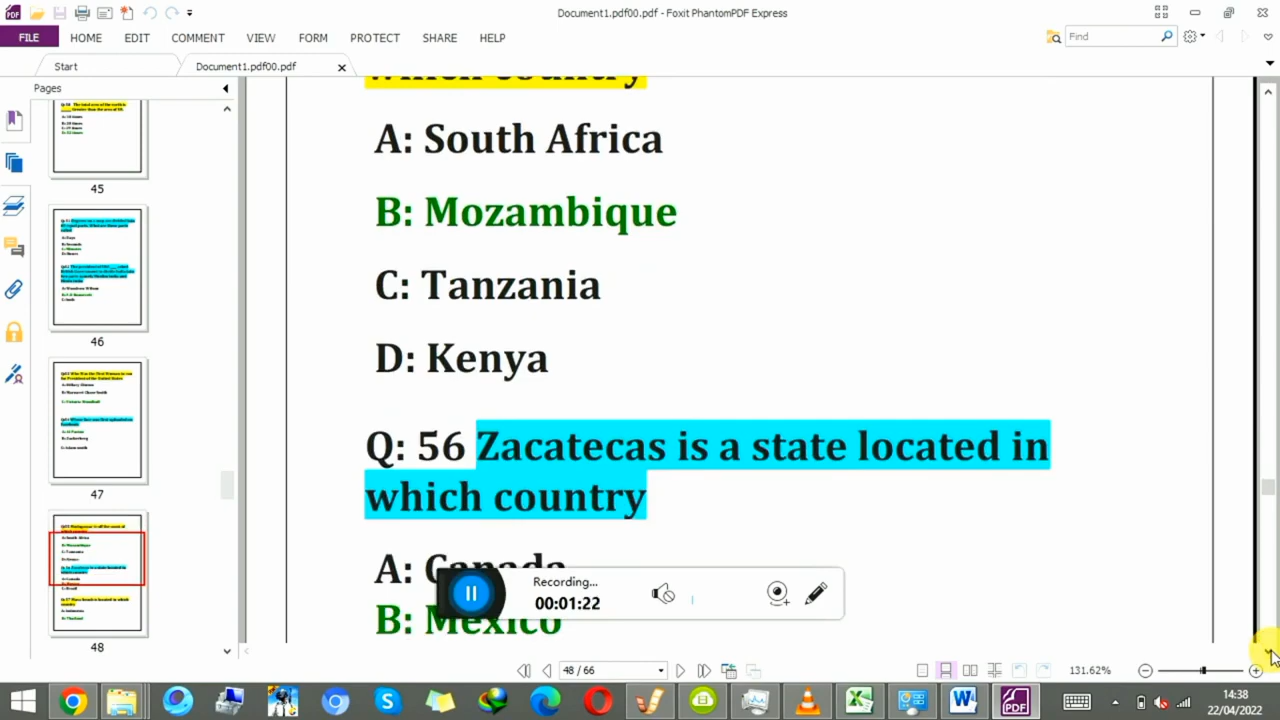 Document1.pdf00.pdf - Foxit PhantomPDF Express
FILE HOME EDIT COMMENT VIEW FORM PROTECT SHARE HELP
Find
Start
Document1.pdf00.pdf
Pages
45
46
47
48
which country
A: South Africa
B: Mozambique
C: Tanzania
D: Kenya
Q: 56 Zacatecas is a state located in
which country
A: Canada
B: Mexico
Recording...
00:01:22
48 / 66
131.62%
14:38
22/04/2022